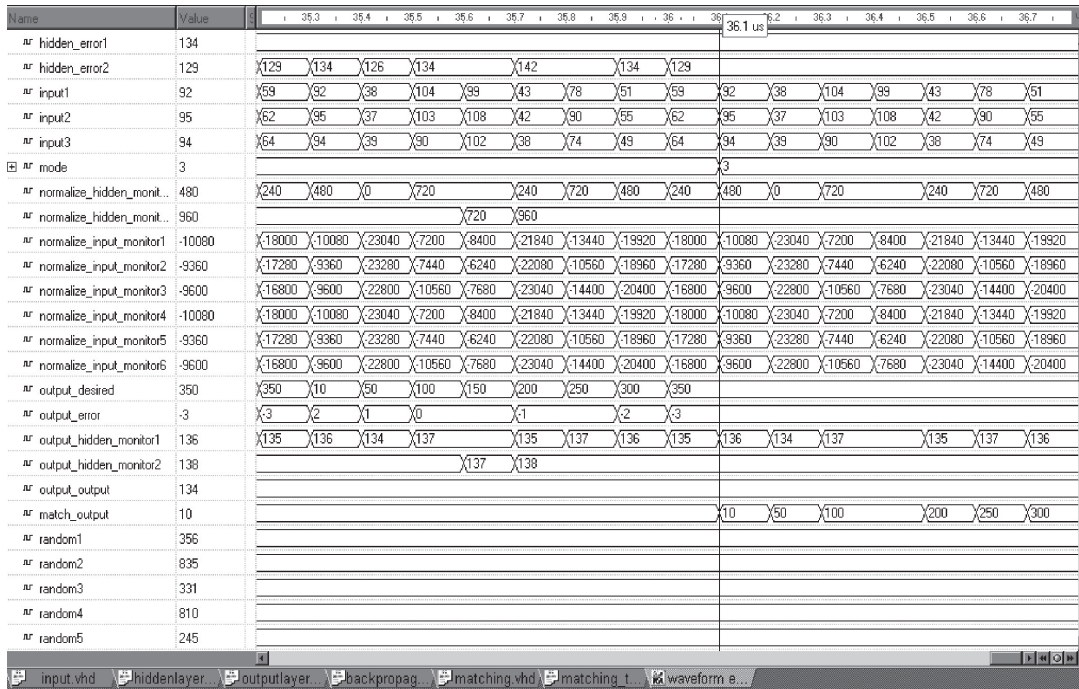 Name Value S 35.3 35.4 35.5 35.6 35.7 35.8 35.9 36 36.2 36.3 36.4 36.5 36.6 36.7
36.1 us
hidden_error1 134
hidden_error2 129 129 134 126 134 142 134 129
input1 92 59 92 38 104 99 43 78 51 59 92 38 104 99 43 78 51
input2 95 62 95 37 103 108 42 90 55 62 95 37 103 108 42 90 55
input3 94 64 94 39 90 102 38 74 49 64 94 39 90 102 38 74 49
mode 3 3
normalize_hidden_monit... 480 240 480 0 720 240 720 480 240 480 0 720 240 720 480
normalize_hidden_monit... 960 720 960
normalize_input_monitor1 -10080 -18000 -10080 -23040 -7200 -8400 -21840 -13440 -19920 -18000 -10080 -23040 -7200 -8400 -21840 -13440 -19920
normalize_input_monitor2 -9360 -17280 -9360 -23280 -7440 -6240 -22080 -10560 -18960 -17280 -9360 -23280 -7440 -6240 -22080 -10560 -18960
normalize_input_monitor3 -9600 -16800 -9600 -22800 -10560 -7680 -23040 -14400 -20400 -16800 -9600 -22800 -10560 -7680 -23040 -14400 -20400
normalize_input_monitor4 -10080 -18000 -10080 -23040 -7200 -8400 -21840 -13440 -19920 -18000 -10080 -23040 -7200 -8400 -21840 -13440 -19920
normalize_input_monitor5 -9360 -17280 -9360 -23280 -7440 -6240 -22080 -10560 -18960 -17280 -9360 -23280 -7440 -6240 -22080 -10560 -18960
normalize_input_monitor6 -9600 -16800 -9600 -22800 -10560 -7680 -23040 -14400 -20400 -16800 -9600 -22800 -10560 -7680 -23040 -14400 -20400
output_desired 350 350 10 50 100 150 200 250 300 350
output_error -3 -3 2 1 0 -1 -2 -3
output_hidden_monitor1 136 135 136 134 137 135 137 136 135 136 134 137 135 137 136
output_hidden_monitor2 138 137 138
output_output 134
match_output 10 10 50 100 200 250 300
random1 356
random2 835
random3 331
random4 810
random5 245
input.vhd hiddenlayer... outputlayer... backpropag... matching.vhd matching_t... waveform e...